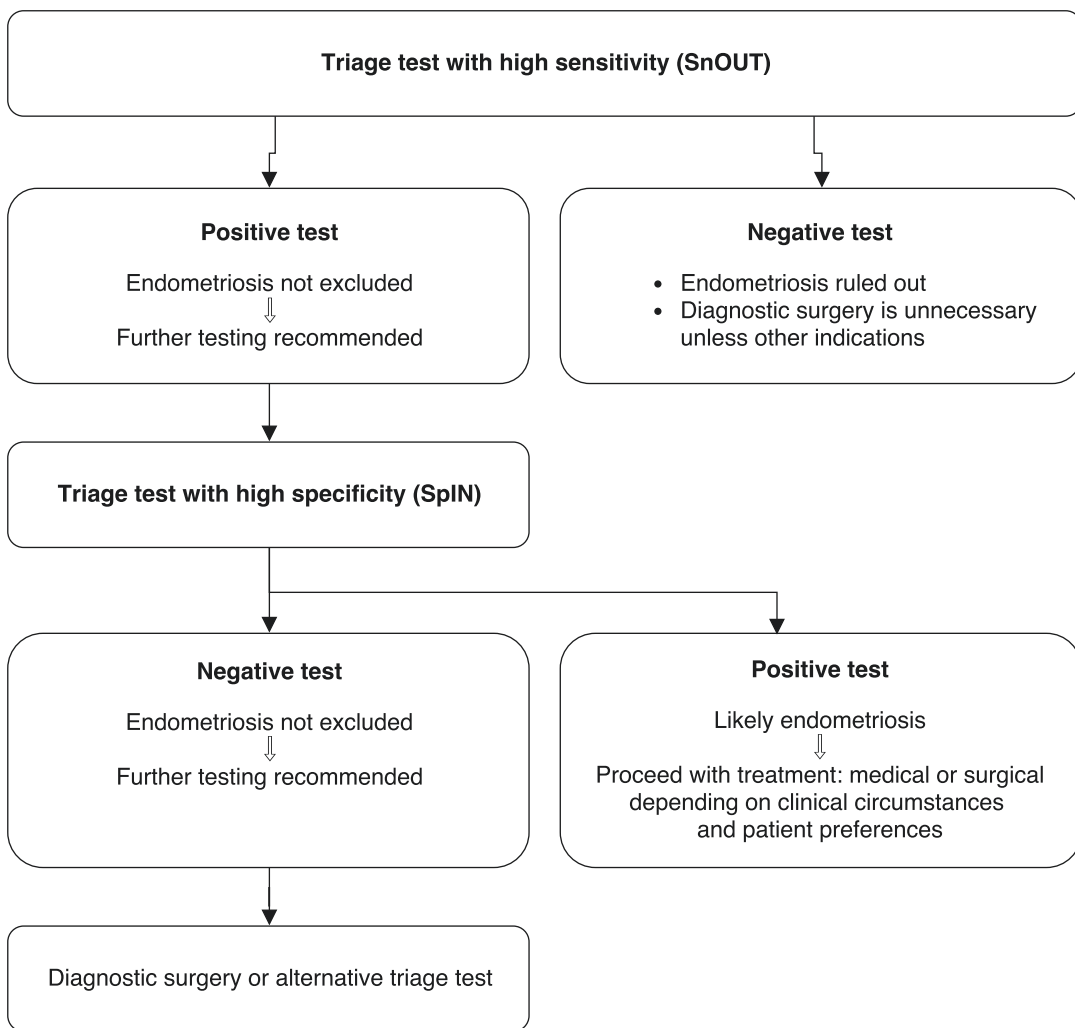 Triage test with high sensitivity (SnOUT)
Positive test
Endometriosis not excluded
⇓
Further testing recommended
Negative test
• Endometriosis ruled out
• Diagnostic surgery is unnecessary
unless other indications
Triage test with high specificity (SpIN)
Negative test
Endometriosis not excluded
⇓
Further testing recommended
Positive test
Likely endometriosis
⇓
Proceed with treatment: medical or surgical
depending on clinical circumstances
and patient preferences
Diagnostic surgery or alternative triage test